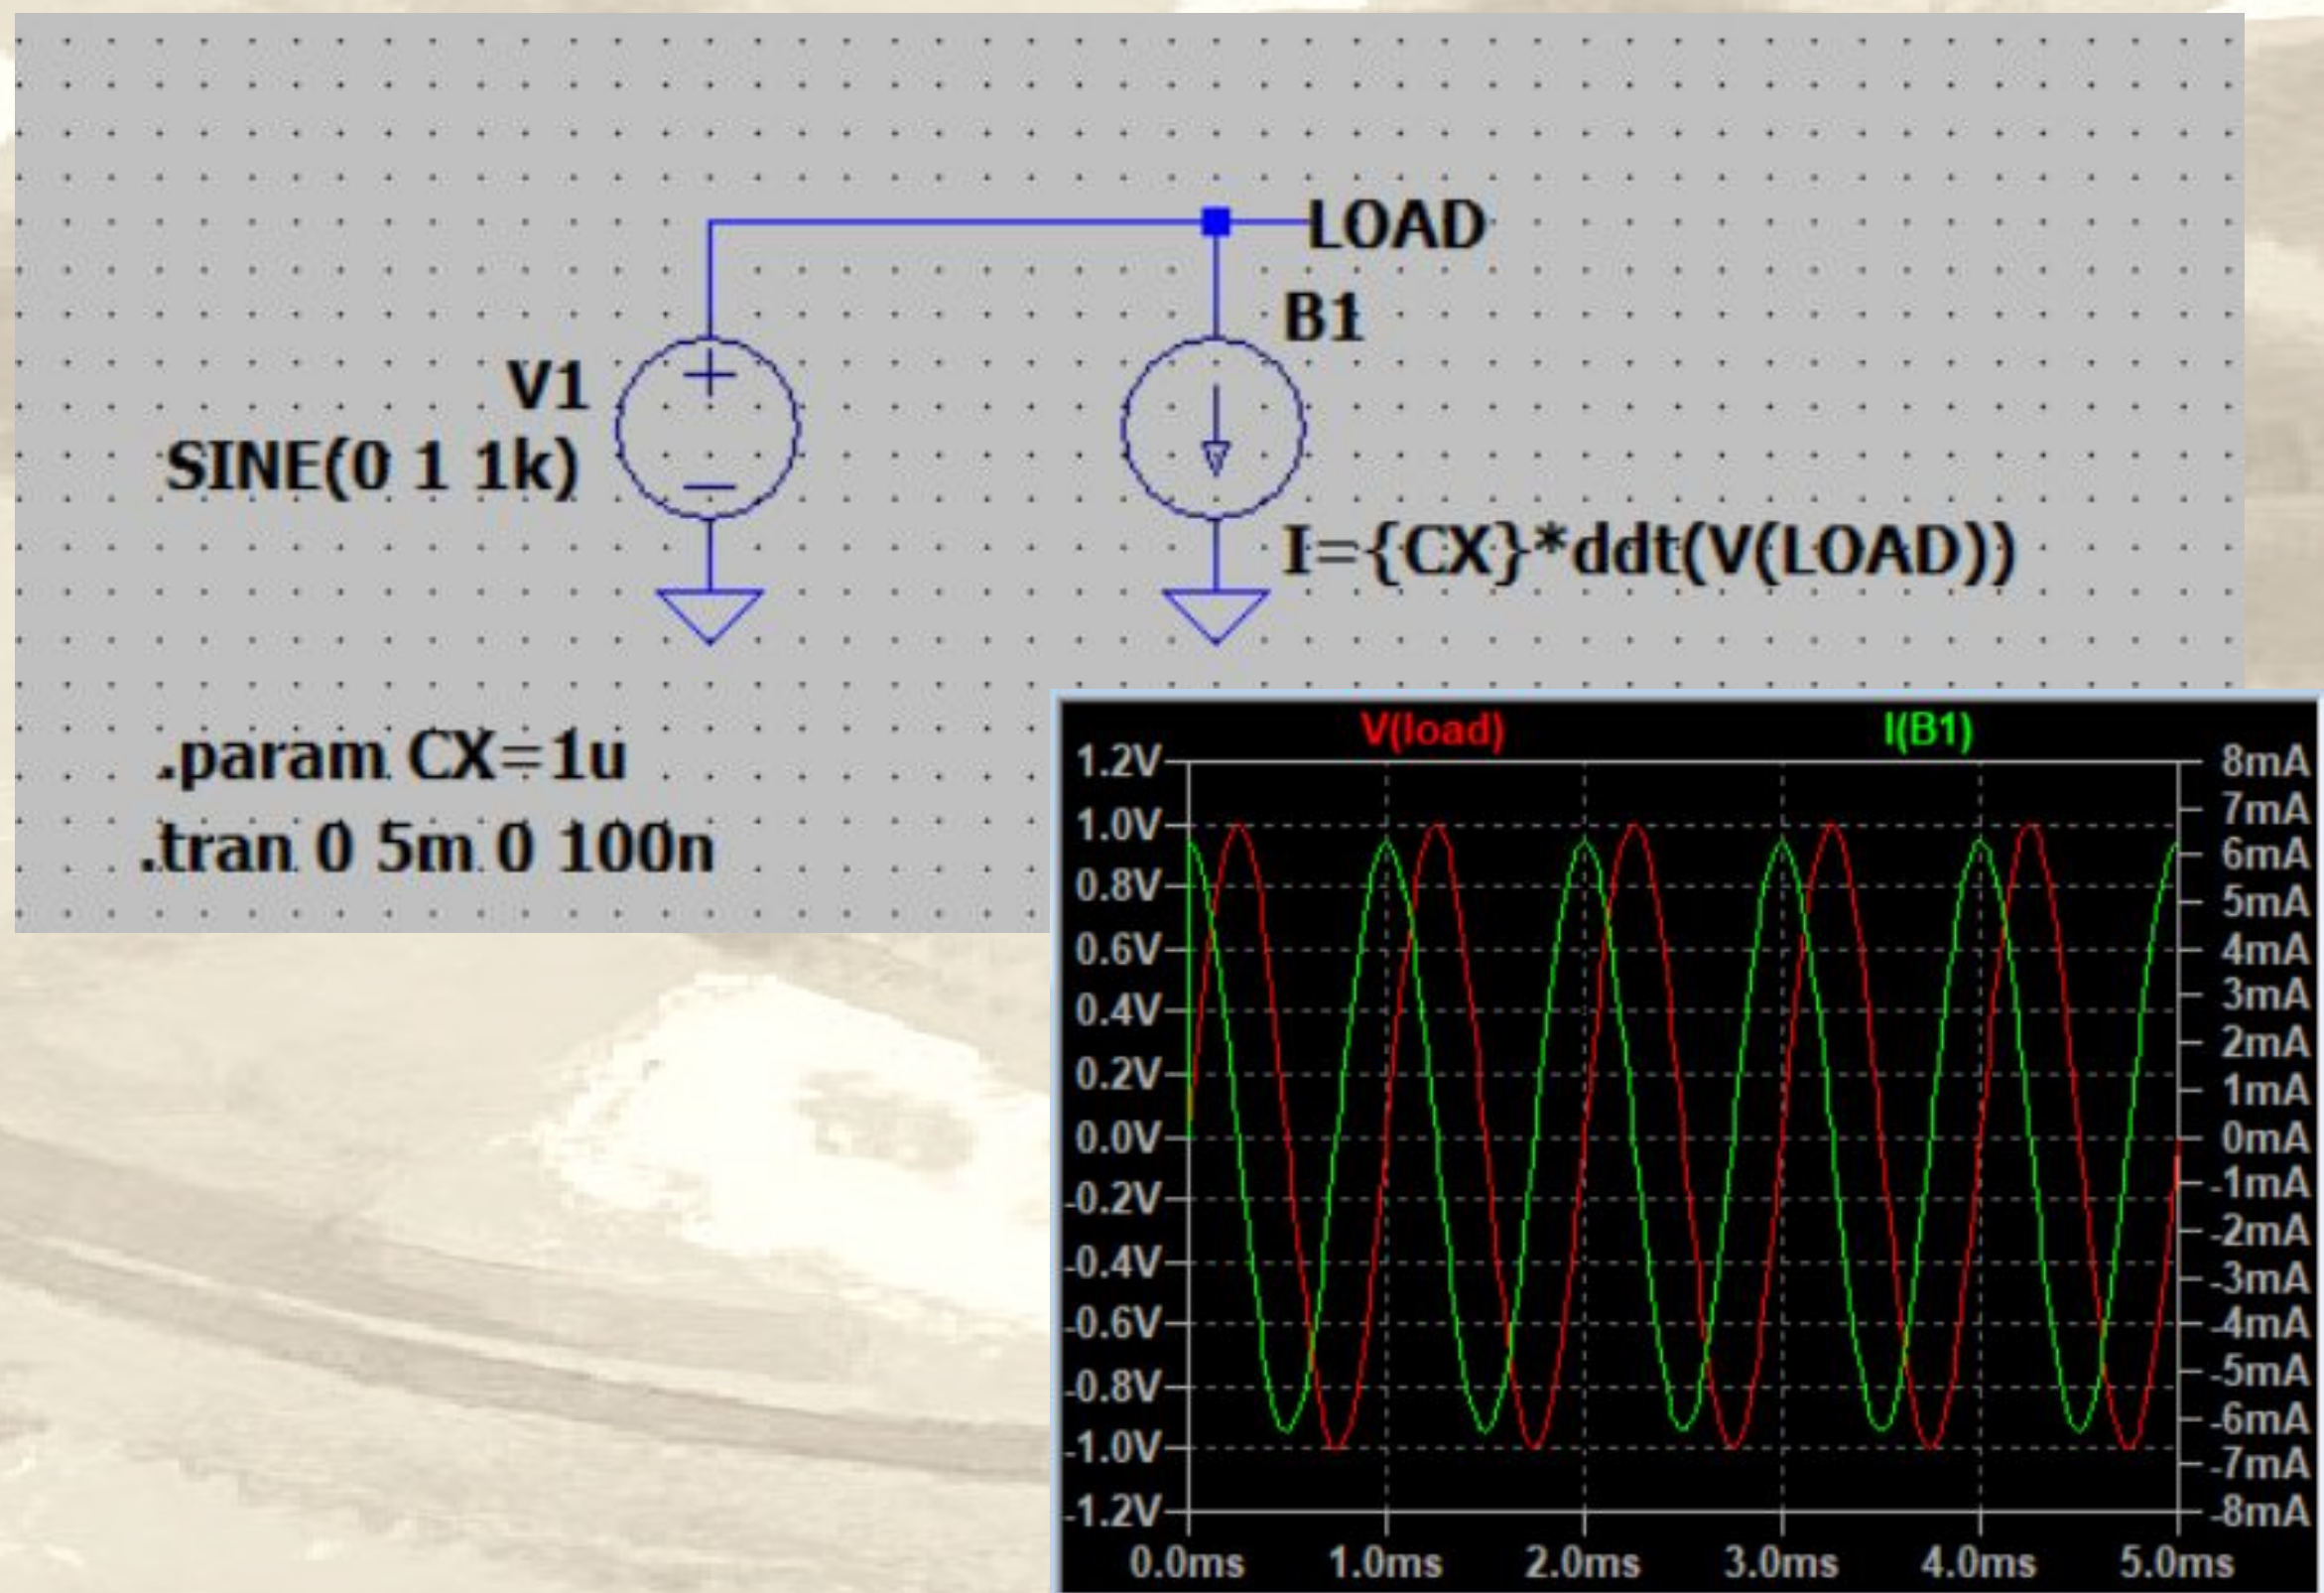 LOAD
B1
V1
SINE(0 1 1k)
I={CX}*ddt(V(LOAD))
.param CX=1u
.tran 0 5m 0 100n
V(load) I(B1)
1.2V 8mA
7mA
1.0V
6mA
0.8V
5mA
0.6V 4mA
0.4V 3mA
2mA
0.2V
1mA
0.0V 0mA
-0.2V -1mA
-2mA
-0.4V -3mA
-0.6V -4mA
-0.8V -5mA
-6mA
-1.0V -7mA
-1.2V -8mA
0.0ms 1.0ms 2.0ms 3.0ms 4.0ms 5.0ms